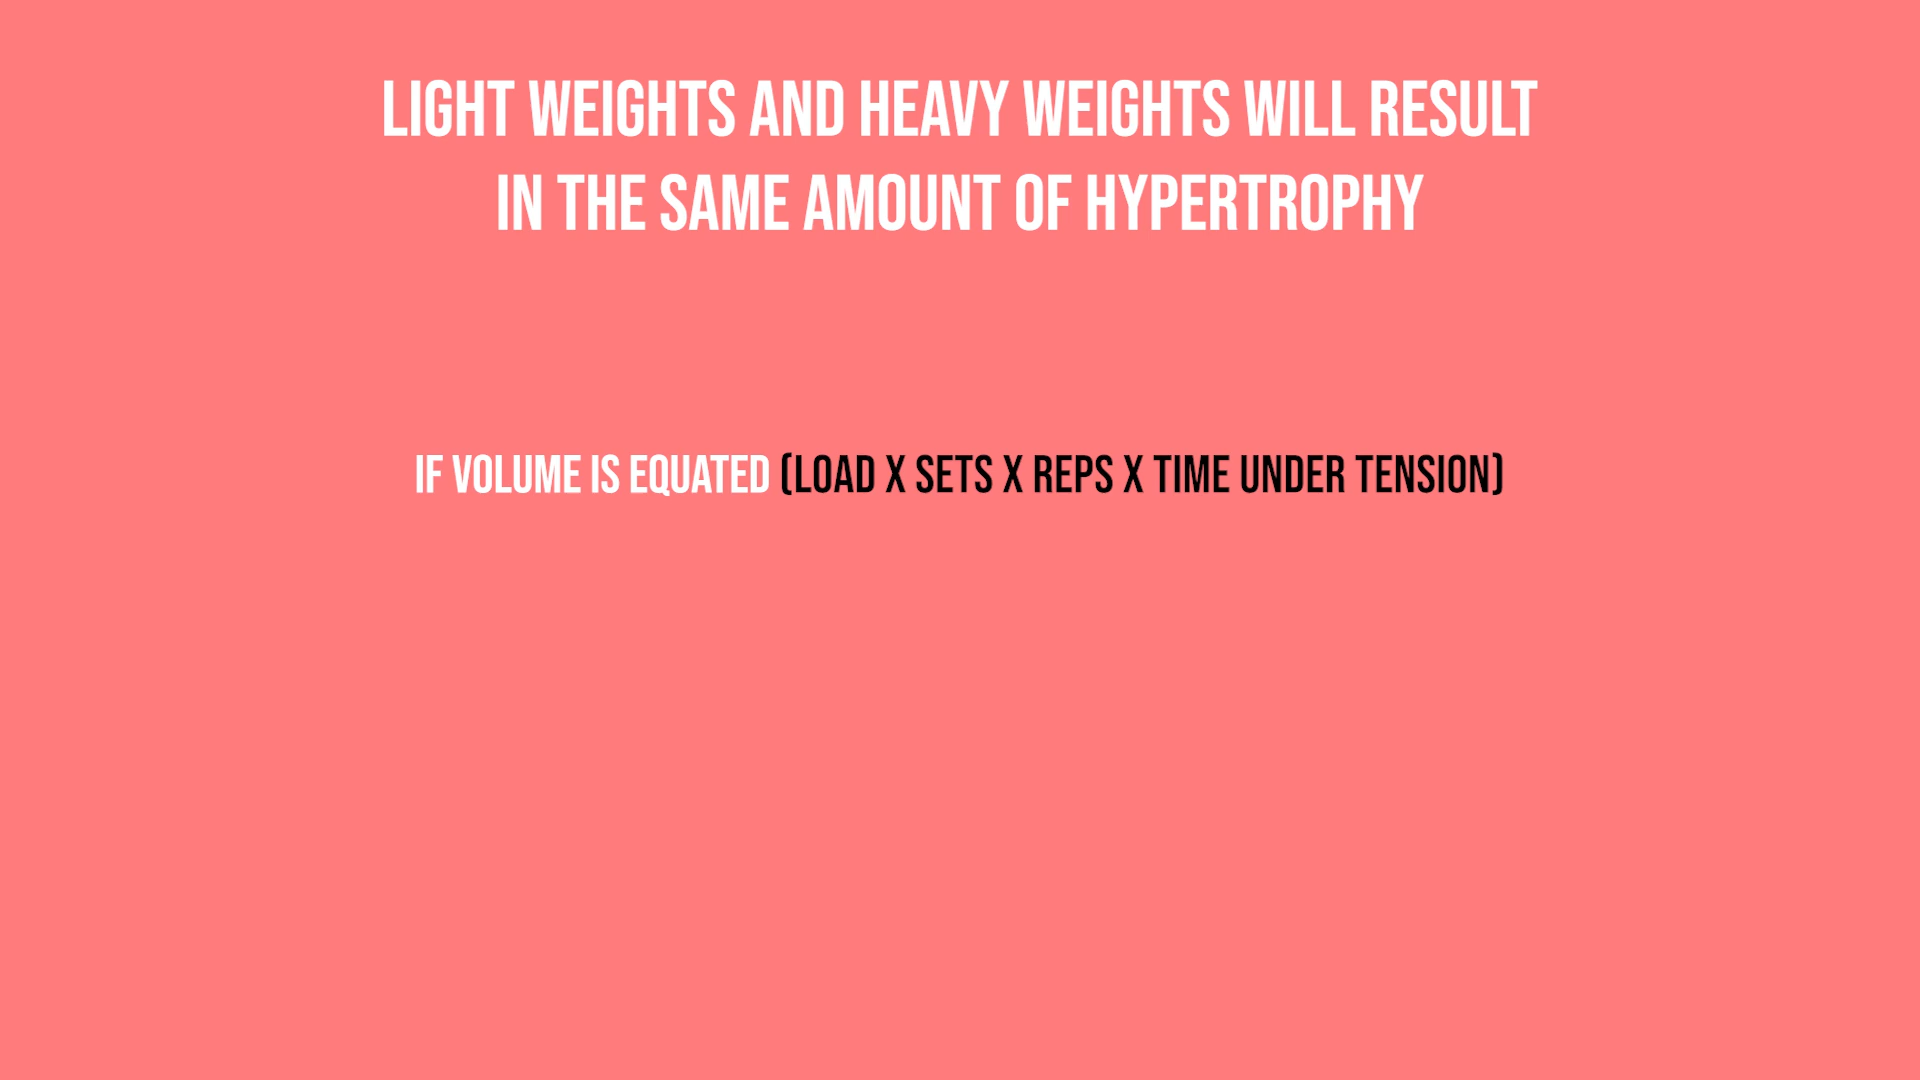 LIGHT WEIGHTS AND HEAVY WEIGHTS WILL RESULT
IN THE SAME AMOUNT OF HYPERTROPHY
IF VOLUME IS EQUATED (LOAD X SETS X REPS X TIME UNDER TENSION)